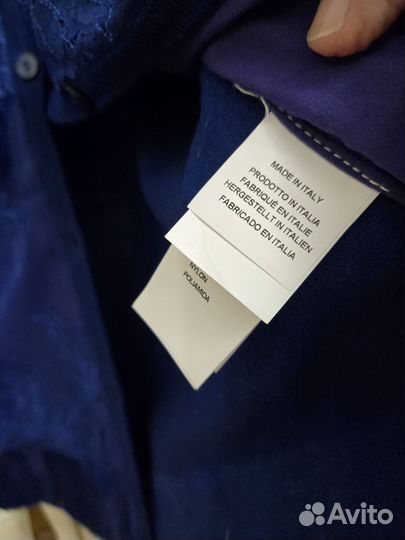 MADE IN ITALY
PRODOTTO IN ITALIA
FABRIQUÉ EN ITALIE
HERGESTELLT IN ITALIEN
FABRICADO EN ITALIA
NYLON
POLIAMIDA
Avito